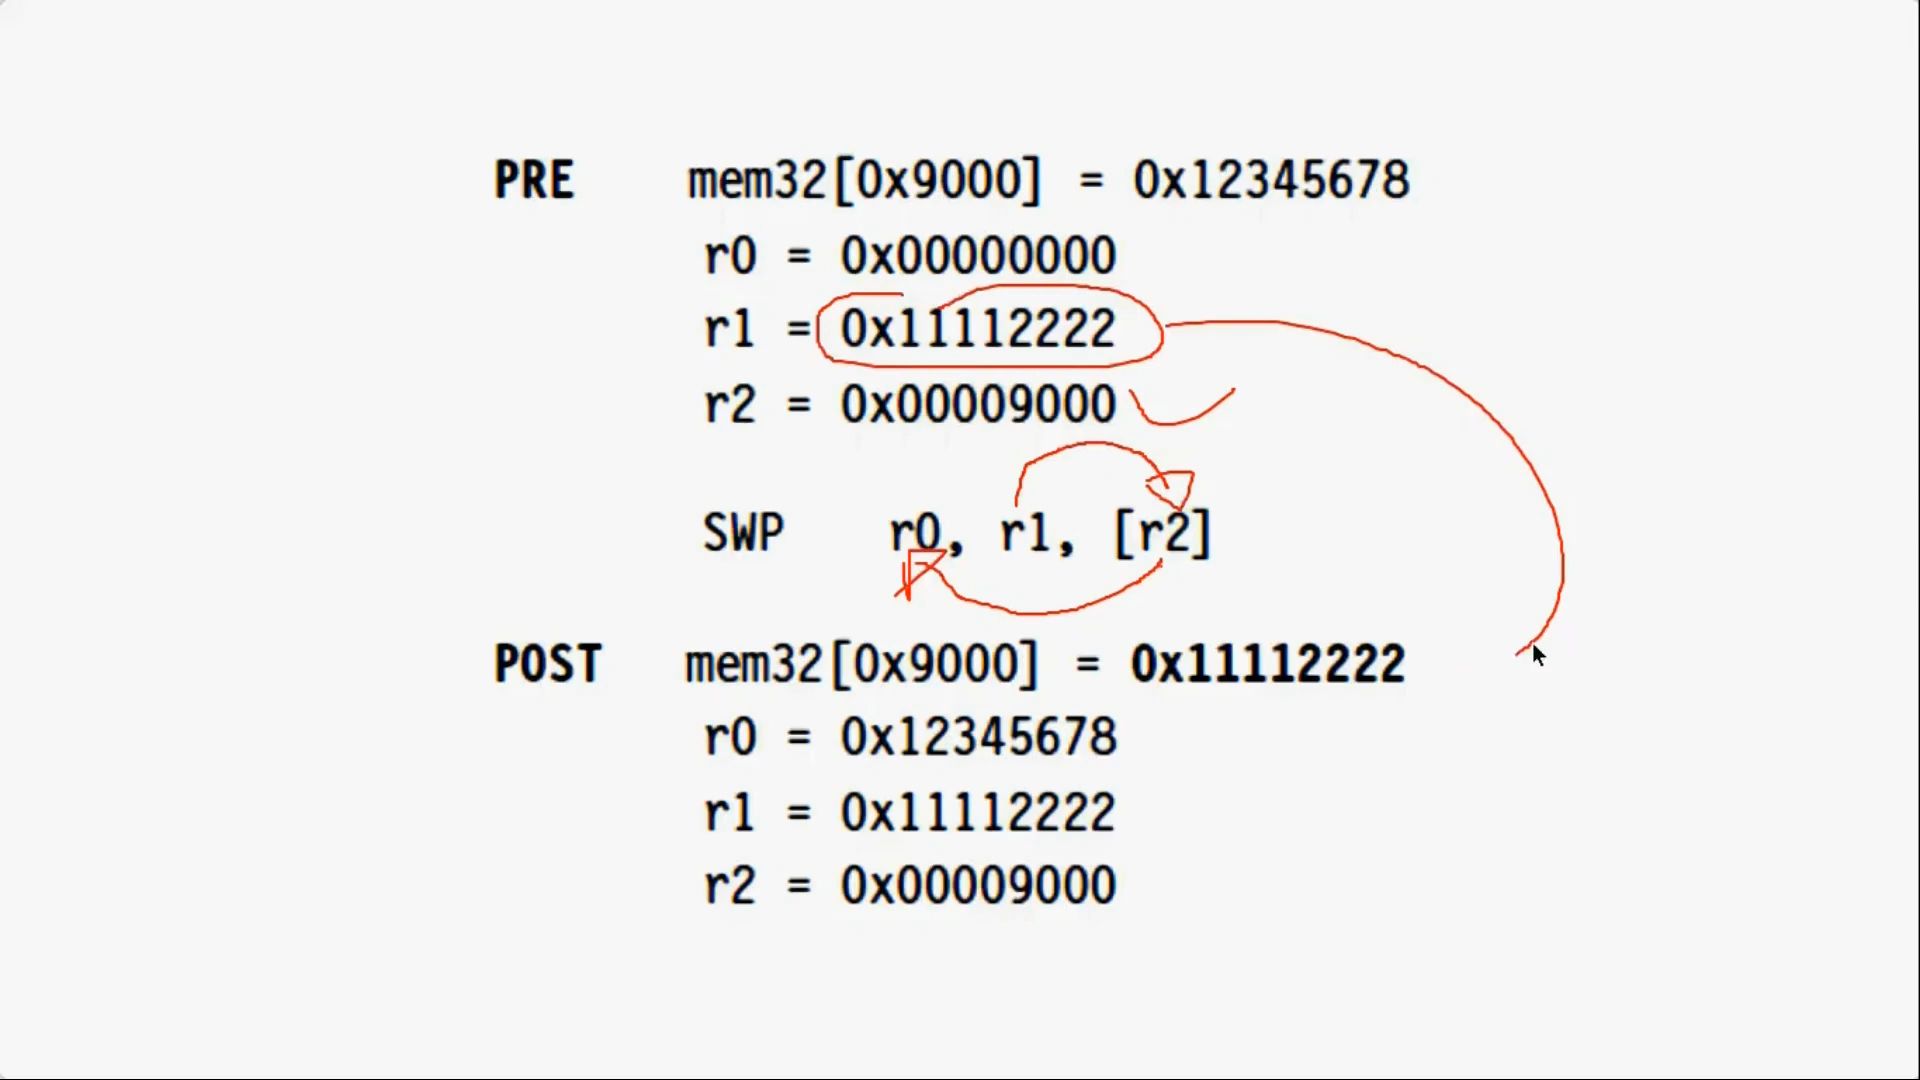 PRE mem32[0x9000] = 0x12345678
r0 = 0x00000000
r1 = 0x11112222
r2 = 0x00009000
SWP r0, r1, [r2]
POST mem32[0x9000] = 0x11112222
r0 = 0x12345678
r1 = 0x11112222
r2 = 0x00009000